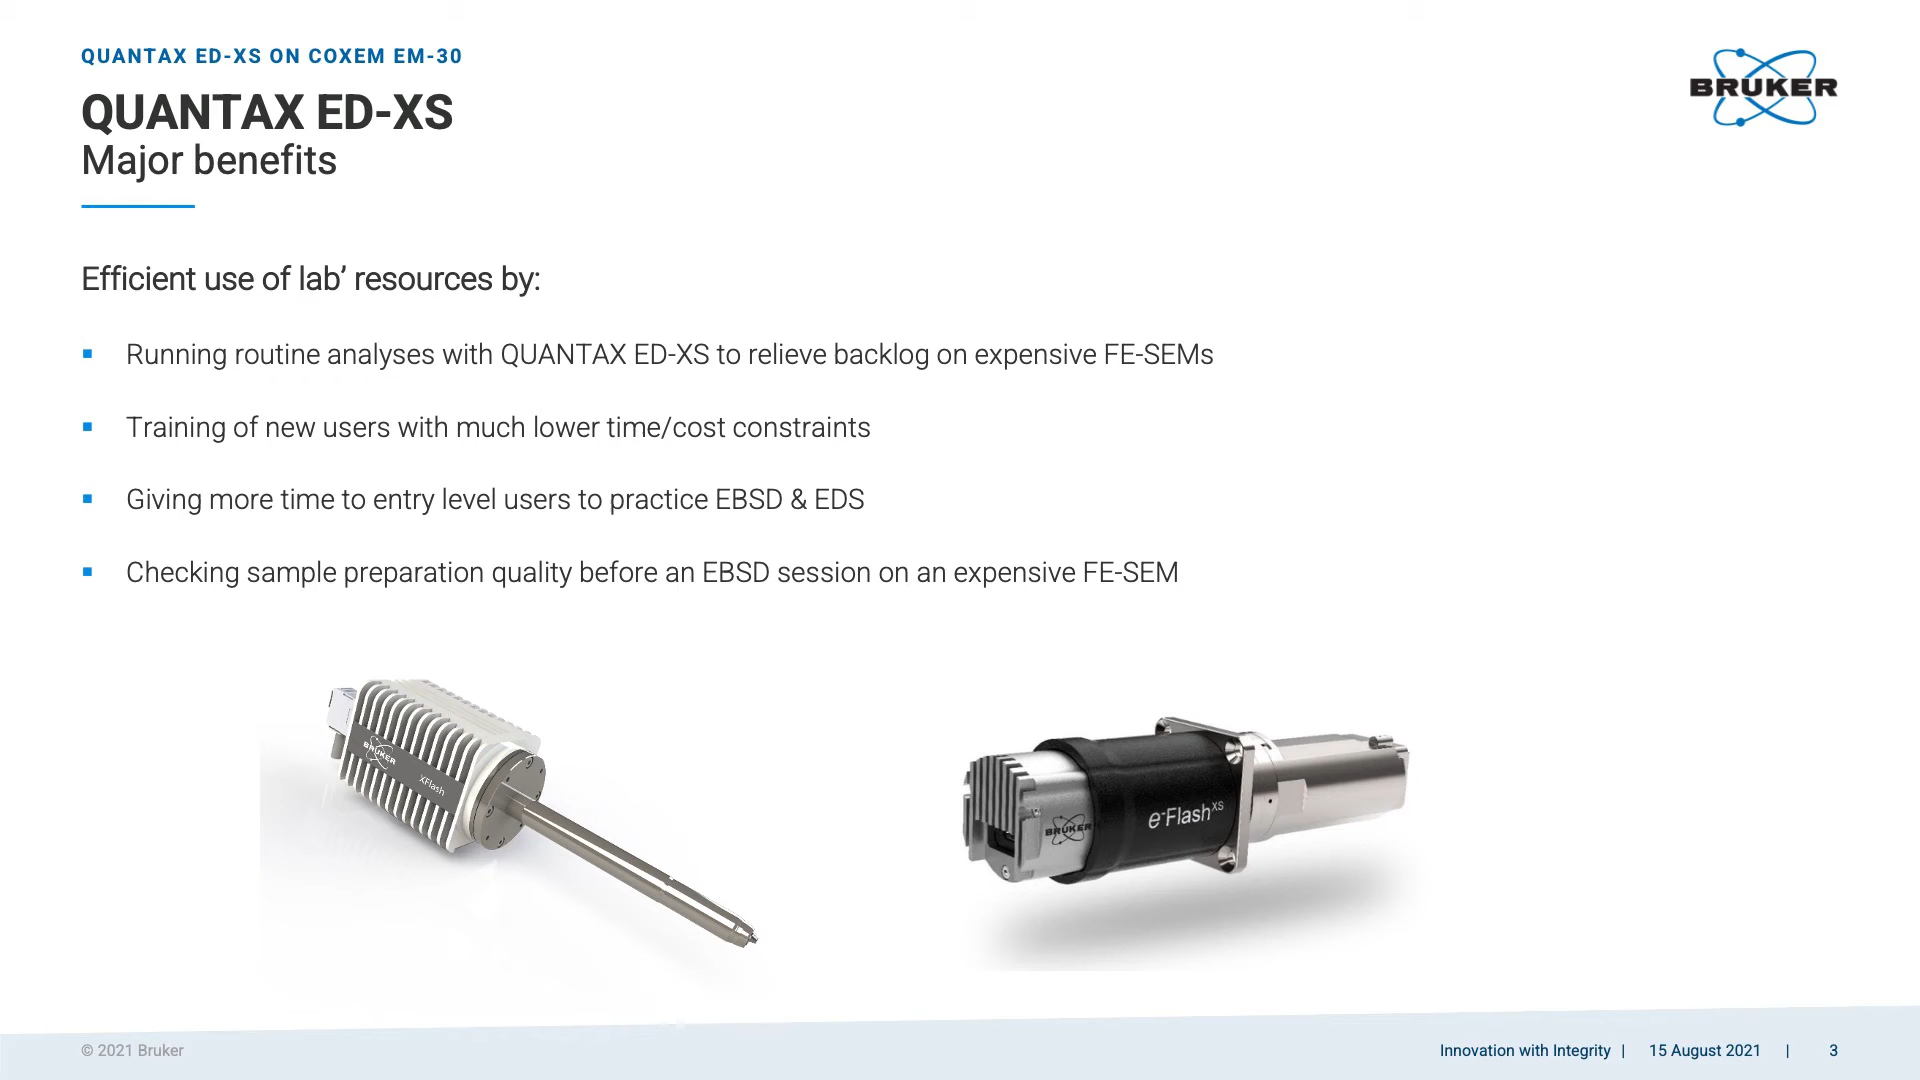 QUANTAX ED-XS ON COXEM EM-30
BRUKER
QUANTAX ED-XS
Major benefits
Efficient use of lab’ resources by:
▪ Running routine analyses with QUANTAX ED-XS to relieve backlog on expensive FE-SEMs
▪ Training of new users with much lower time/cost constraints
▪ Giving more time to entry level users to practice EBSD & EDS
▪ Checking sample preparation quality before an EBSD session on an expensive FE-SEM
BRUKER
XFlash
BRUKER
e⁻Flash XS
© 2021 Bruker
Innovation with Integrity | 15 August 2021 | 3